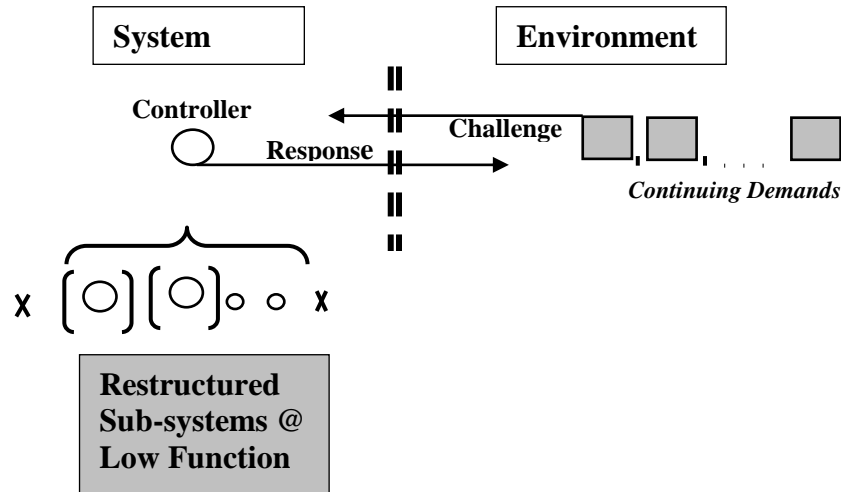 System
Environment
Controller
Challenge
Response
Continuing Demands
X
X
Restructured
Sub-systems @
Low Function